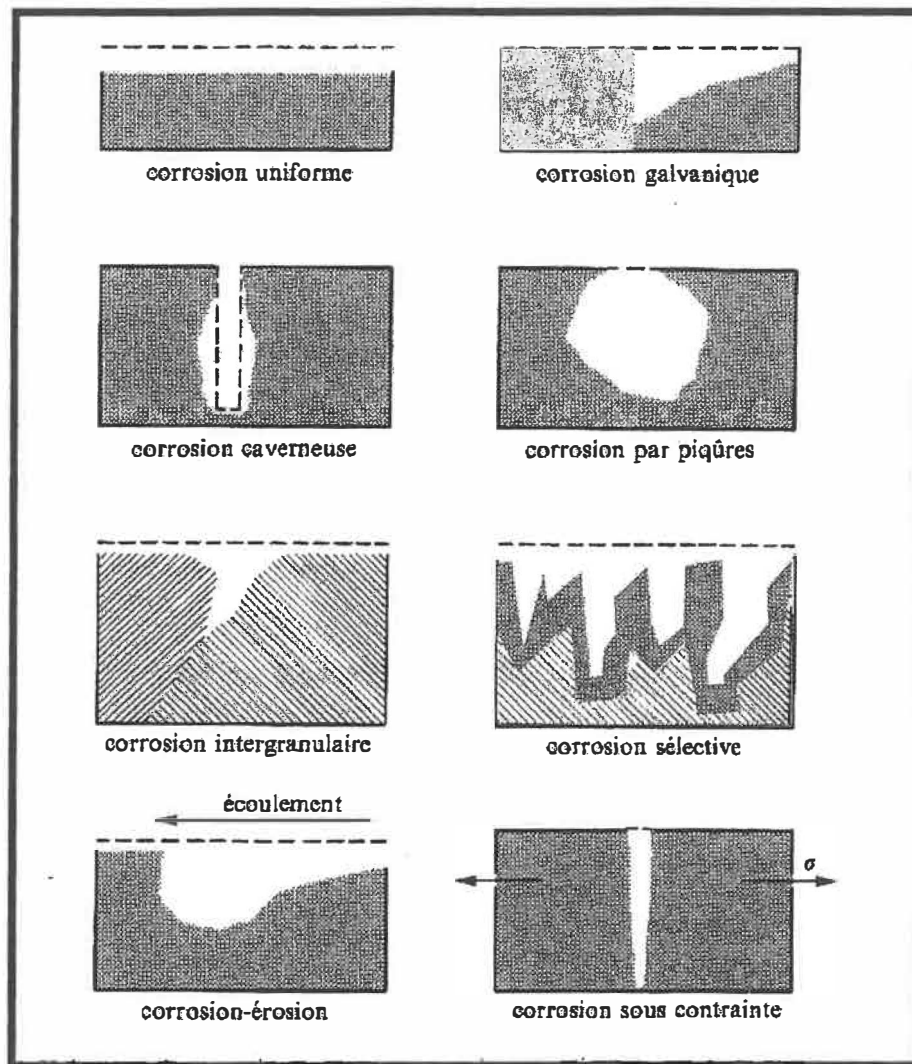 corrosion uniforme
corrosion galvanique
corrosion caverneuse
corrosion par piqûres
corrosion intergranulaire
corrosion sélective
écoulement
σ
corrosion-érosion
corrosion sous contrainte